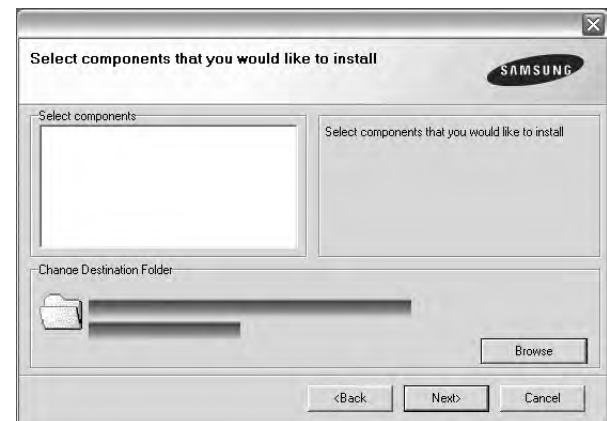 Select components that you would like to install
SAMSUNG
Select components
Select components that you would like to install
Change Destination Folder
Browse
<Back
Next>
Cancel